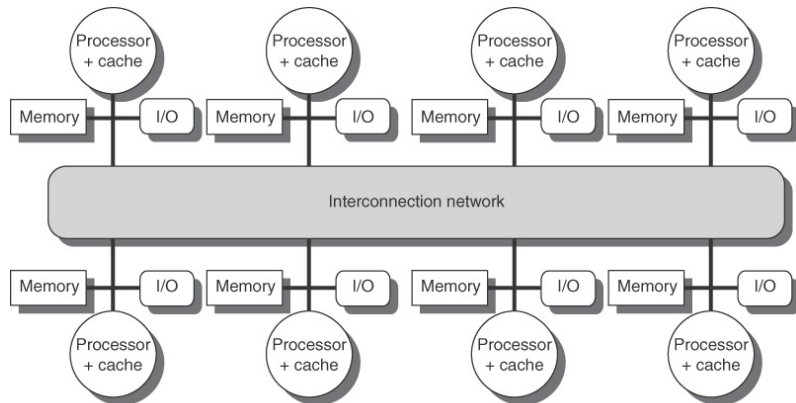 Processor
+ cache
Processor
+ cache
Processor
+ cache
Processor
+ cache
Memory
I/O
Memory
I/O
Memory
I/O
Memory
I/O
Interconnection network
Memory
I/O
Memory
I/O
Memory
I/O
Memory
I/O
Processor
+ cache
Processor
+ cache
Processor
+ cache
Processor
+ cache